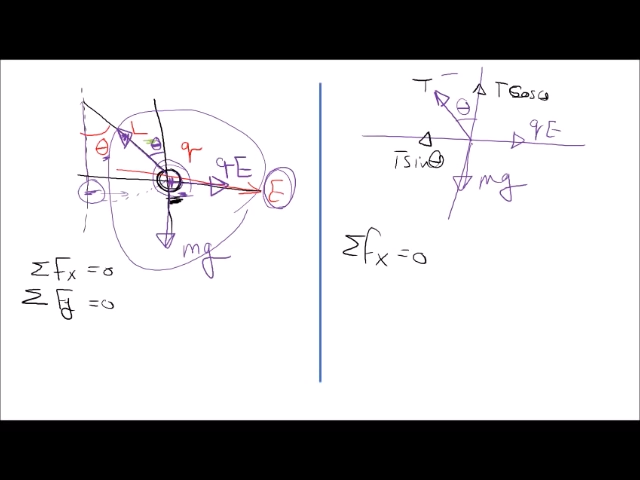 L
θ
θ
q
qE
E
mg
ΣFx = 0
ΣFy = 0
T
Tcosθ
θ
qE
Tsinθ
mg
Σfx = 0